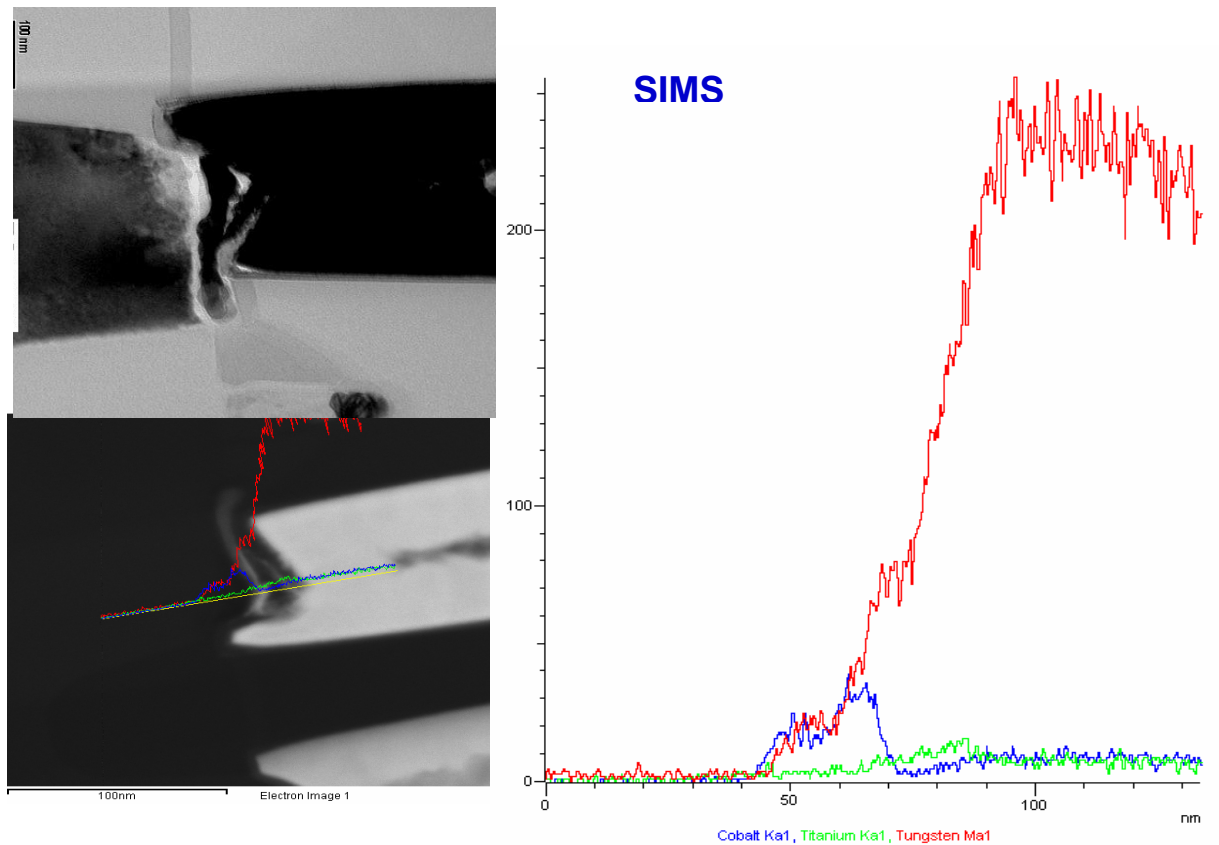 100 nm
SIMS
200
100
0
0
50
100
nm
100nm
Electron Image 1
Cobalt Ka1, Titanium Ka1, Tungsten Ma1